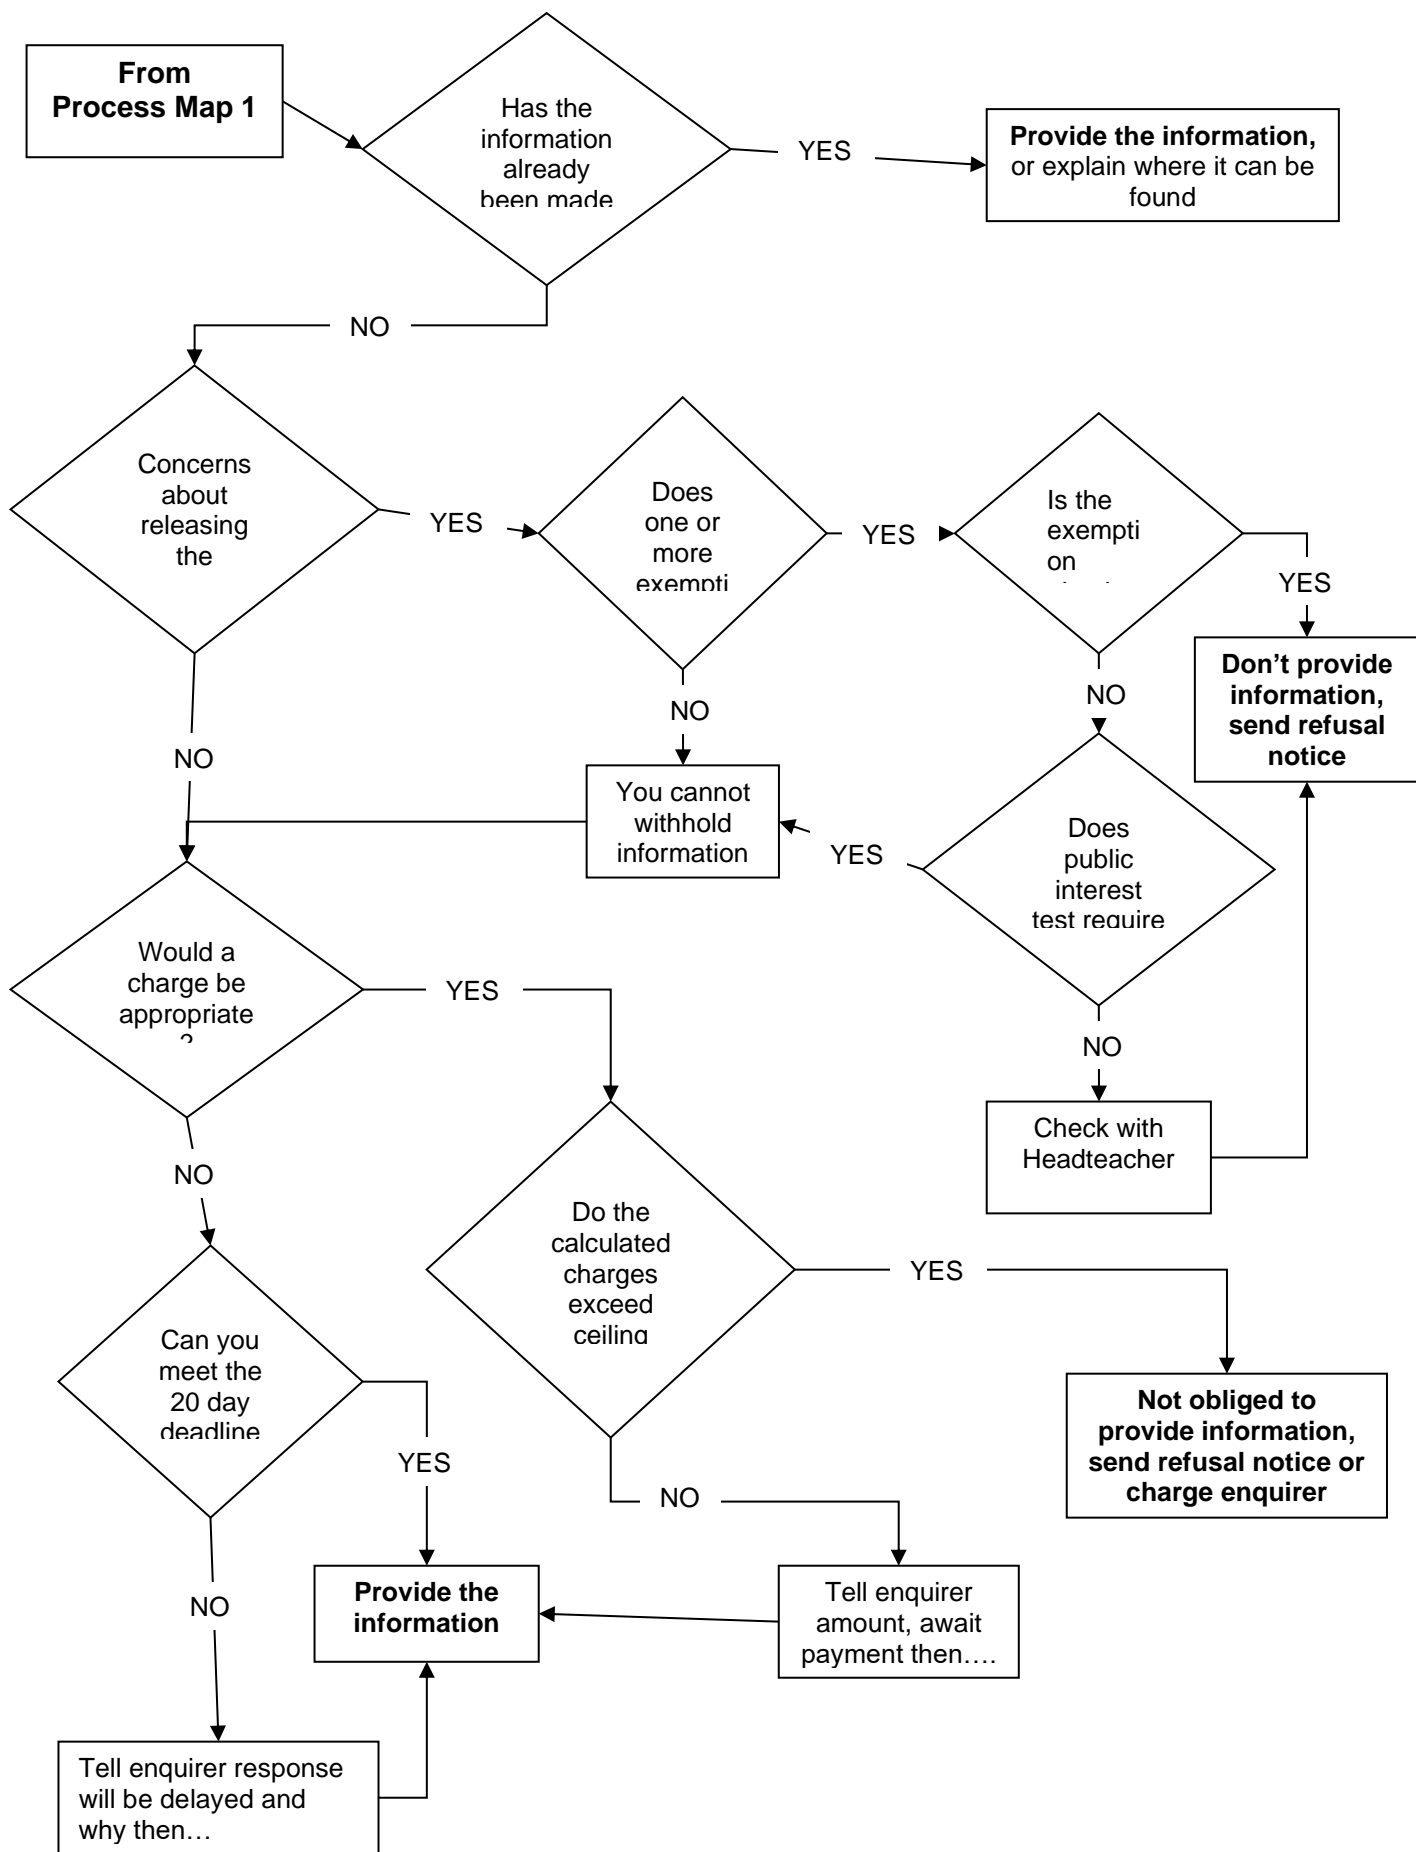 From
Process Map 1
Has the
information
already
been made
YES
Provide the information,
or explain where it can be
found
NO
Concerns
about
releasing
the
YES
Does
one or
more
exempti
YES
Is the
exempti
on
YES
NO
NO
NO
Don’t provide
information,
send refusal
notice
You cannot
withhold
information
YES
Does
public
interest
test require
Would a
charge be
appropriate
?
YES
NO
Check with
Headteacher
NO
Do the
calculated
charges
exceed
ceiling
YES
Can you
meet the
20 day
deadline
YES
Not obliged to
provide information,
send refusal notice or
charge enquirer
NO
NO
Provide the
information
Tell enquirer
amount, await
payment then….
Tell enquirer response
will be delayed and
why then…